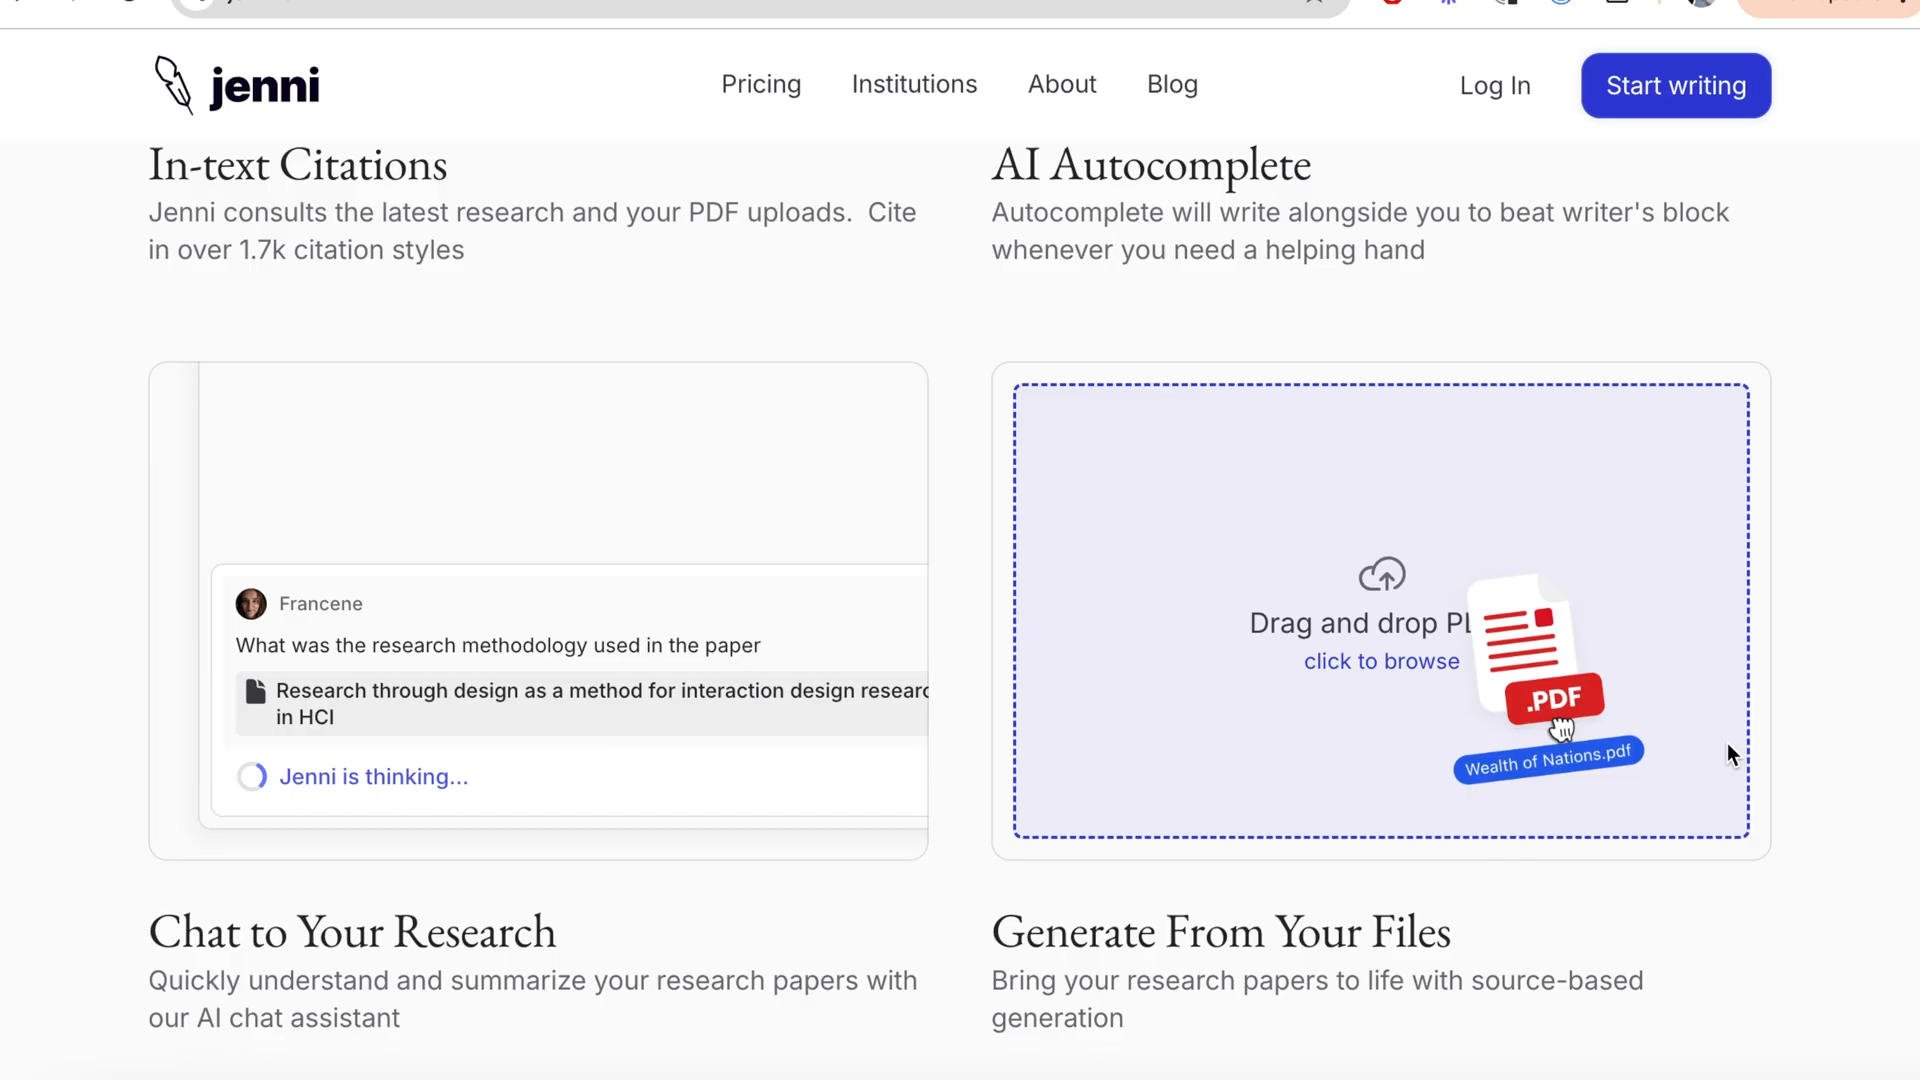 jenni
Pricing
Institutions
About
Blog
Log In
Start writing
In-text Citations
Jenni consults the latest research and your PDF uploads.  Cite
in over 1.7k citation styles
AI Autocomplete
Autocomplete will write alongside you to beat writer's block
whenever you need a helping hand
Francene
What was the research methodology used in the paper
Research through design as a method for interaction design
in HCI
Jenni is thinking...
Drag and drop
click to browse
.PDF
Wealth of Nations.pdf
Chat to Your Research
Quickly understand and summarize your research papers with
our AI chat assistant
Generate From Your Files
Bring your research papers to life with source-based
generation